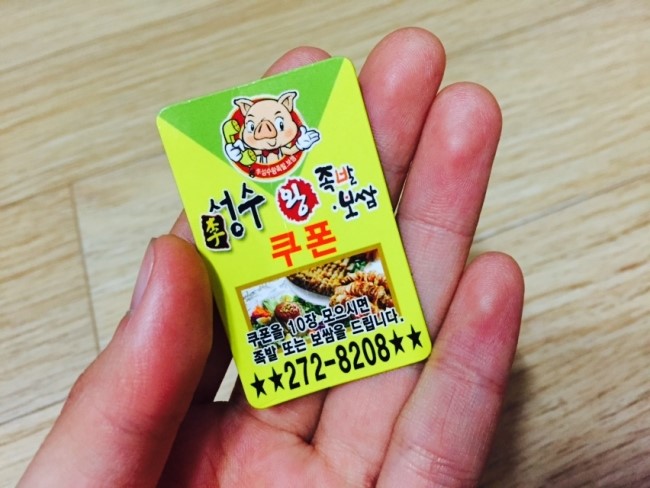 李 성수 왕 족발
·보쌈
쿠폰
쿠폰을 10장 모으시면
족발 또는 보쌈을 드립니다.
★★272-8208★★